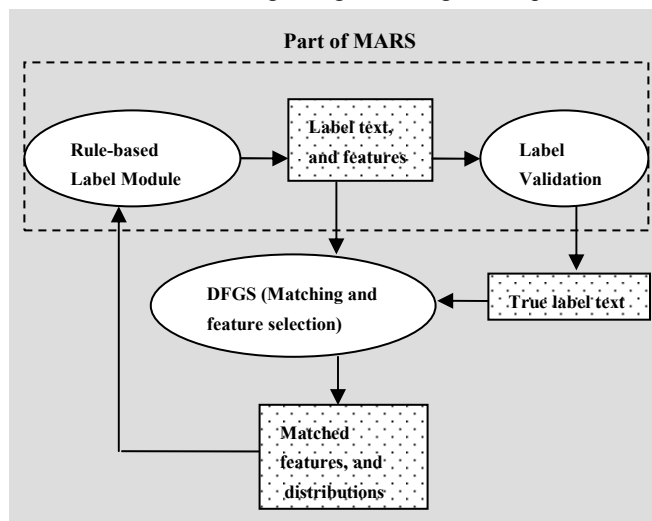 Part of MARS
Rule-based
Label Module
Label text,
and features
Label
Validation
DFGS (Matching and
feature selection)
True label text
Matched
features, and
distributions